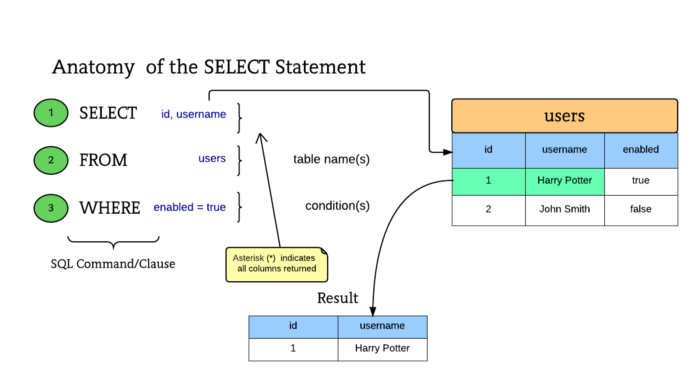 Anatomy of the SELECT Statement
1 SELECT id, username
2 FROM users table name(s)
3 WHERE enabled = true condition(s)
SQL Command/Clause
Asterisk (*) indicates
all columns returned
users
id username enabled
1 Harry Potter true
2 John Smith false
Result
id username
1 Harry Potter